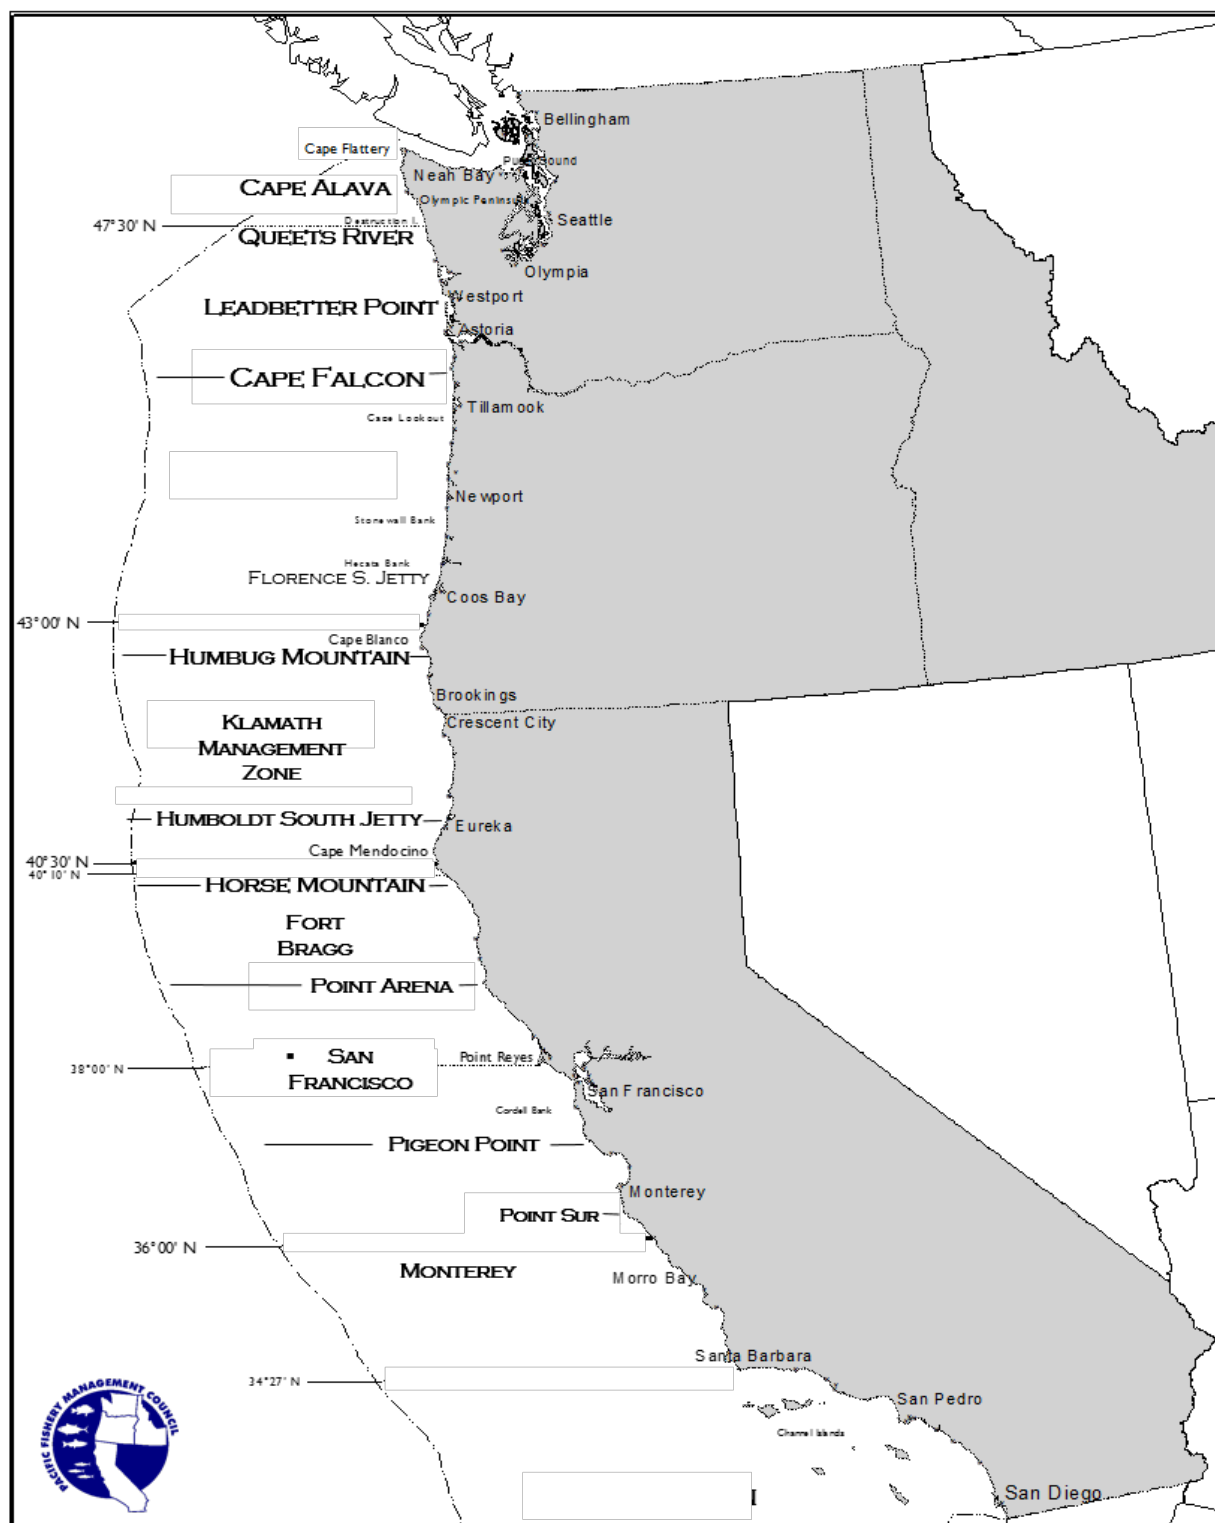 Bellingham
Cape Flattery
Puget Sound
Neah Bay
CAPE ALAVA
Olympic Peninsula
47°30' N
Destruction I.
Seattle
QUEETS RIVER
Olympia
Westport
LEADBETTER POINT
Astoria
CAPE FALCON
Tillamook
Cape Lookout
Newport
Stonewall Bank
Heceta Bank
FLORENCE S. JETTY
Coos Bay
43°00' N
Cape Blanco
HUMBUG MOUNTAIN
Brookings
Crescent City
KLAMATH
MANAGEMENT
ZONE
HUMBOLDT SOUTH JETTY
Eureka
Cape Mendocino
40°30' N
40°10' N
HORSE MOUNTAIN
FORT
BRAGG
POINT ARENA
Point Reyes
SAN
FRANCISCO
38°00' N
San Francisco
Cordell Bank
PIGEON POINT
Monterey
POINT SUR
36°00' N
MONTEREY
Morro Bay
Santa Barbara
34°27' N
San Pedro
Channel Islands
PACIFIC FISHERY MANAGEMENT COUNCIL
San Diego